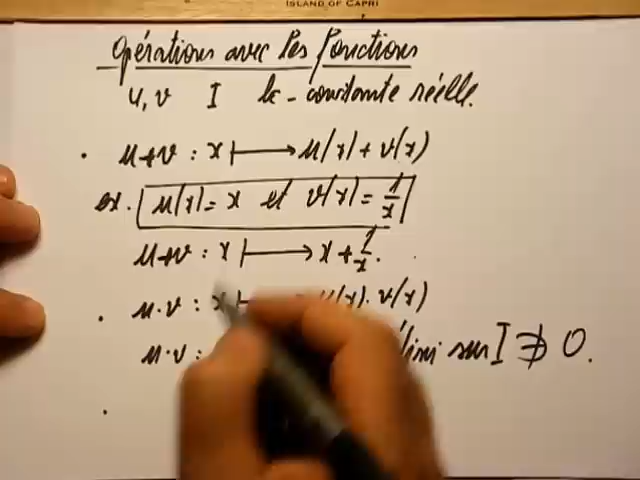 ISLAND OF CAPRI
Opérations avec les fonctions
u, v I k - constante réelle.
• u+v : x ⟼ u(x) + v(x)
ex. u(x) = x et v(x) = 1/x
u+v : x ⟼ x + 1/x.
• u·v : x ⟼ u(x) · v(x)
u·v : sur I ∌ 0.
•